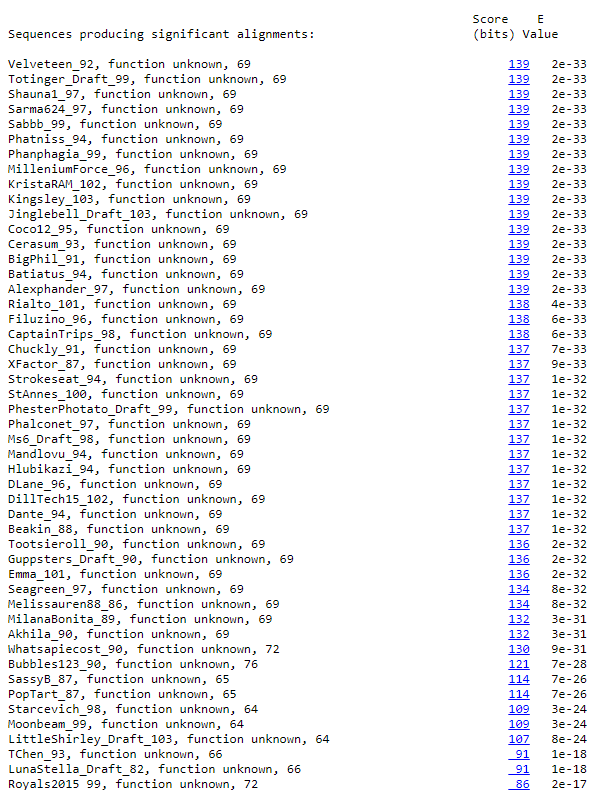 Score E
Sequences producing significant alignments: (bits) Value
Velveteen_92, function unknown, 69 139 2e-33
Totinger_Draft_99, function unknown, 69 139 2e-33
Shauna1_97, function unknown, 69 139 2e-33
Sarma624_97, function unknown, 69 139 2e-33
Sabbb_99, function unknown, 69 139 2e-33
Phatniss_94, function unknown, 69 139 2e-33
Phanphagia_99, function unknown, 69 139 2e-33
MilleniumForce_96, function unknown, 69 139 2e-33
KristaRAM_102, function unknown, 69 139 2e-33
Kingsley_103, function unknown, 69 139 2e-33
Jinglebell_Draft_103, function unknown, 69 139 2e-33
Coco12_95, function unknown, 69 139 2e-33
Cerasum_93, function unknown, 69 139 2e-33
BigPhil_91, function unknown, 69 139 2e-33
Batiatus_94, function unknown, 69 139 2e-33
Alexphander_97, function unknown, 69 139 2e-33
Rialto_101, function unknown, 69 138 4e-33
Filuzino_96, function unknown, 69 138 6e-33
CaptainTrips_98, function unknown, 69 138 6e-33
Chuckly_91, function unknown, 69 137 7e-33
XFactor_87, function unknown, 69 137 9e-33
Strokeseat_94, function unknown, 69 137 1e-32
StAnnes_100, function unknown, 69 137 1e-32
PhesterPhotato_Draft_99, function unknown, 69 137 1e-32
Phalconet_97, function unknown, 69 137 1e-32
Ms6_Draft_98, function unknown, 69 137 1e-32
Mandlovu_94, function unknown, 69 137 1e-32
Hlubikazi_94, function unknown, 69 137 1e-32
DLane_96, function unknown, 69 137 1e-32
DillTech15_102, function unknown, 69 137 1e-32
Dante_94, function unknown, 69 137 1e-32
Beakin_88, function unknown, 69 137 1e-32
Tootsieroll_90, function unknown, 69 136 2e-32
Guppsters_Draft_90, function unknown, 69 136 2e-32
Emma_101, function unknown, 69 136 2e-32
Seagreen_97, function unknown, 69 134 8e-32
Melissauren88_86, function unknown, 69 134 8e-32
MilanaBonita_89, function unknown, 69 132 3e-31
Akhila_90, function unknown, 69 132 3e-31
Whatsapiecost_90, function unknown, 72 130 9e-31
Bubbles123_90, function unknown, 76 121 7e-28
SassyB_87, function unknown, 65 114 7e-26
PopTart_87, function unknown, 65 114 7e-26
Starcevich_98, function unknown, 64 109 3e-24
Moonbeam_99, function unknown, 64 109 3e-24
LittleShirley_Draft_103, function unknown, 64 107 8e-24
TChen_93, function unknown, 66 91 1e-18
LunaStella_Draft_82, function unknown, 66 91 1e-18
Royals2015_99, function unknown, 72 86 2e-17